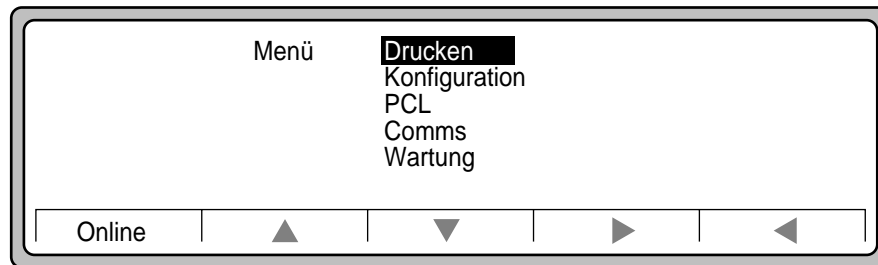 Menü Drucken
Konfiguration
PCL
Comms
Wartung
Online